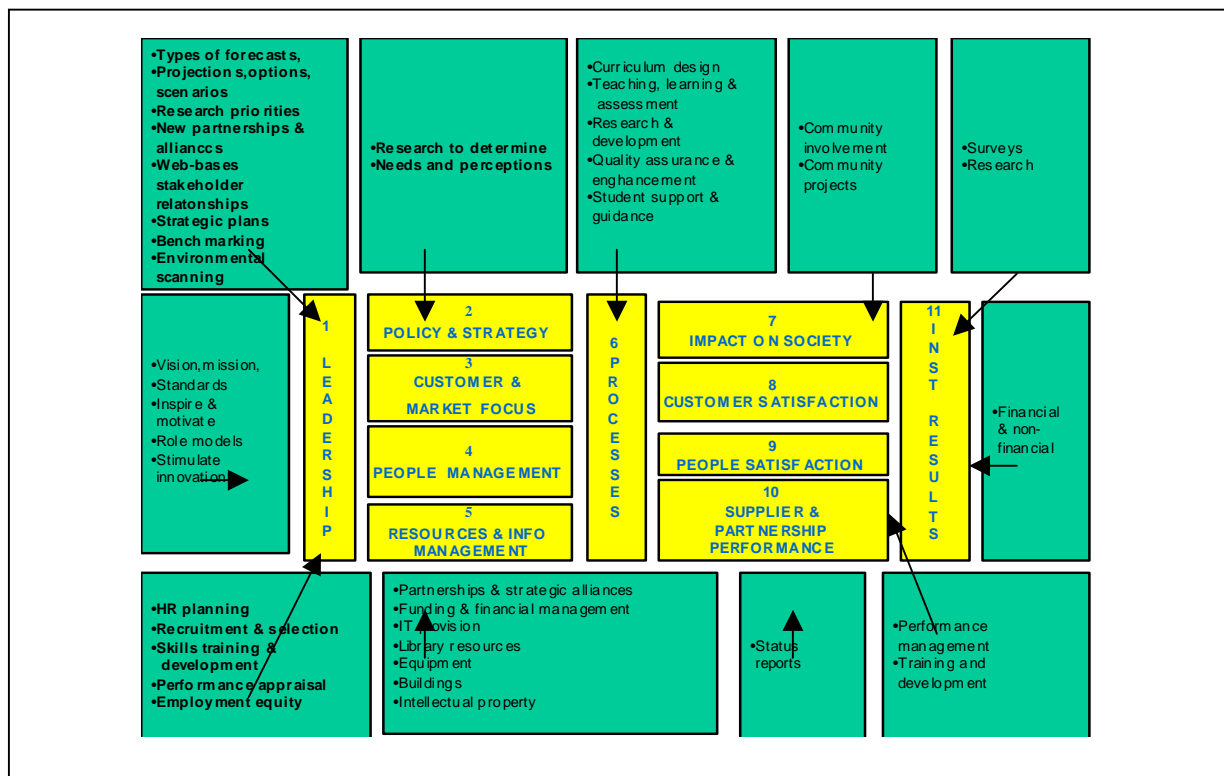 •Types of forecasts,
•Projections,options,
scenarios
•Research priorities
•New partnerships &
alliances
•Web-bases
stakeholder
relatonships
•Strategic plans
•Bench marking
•Environmental
scanning
•Research to determine
•Needs and perceptions
•Curriculum design
•Teaching, learning &
assessment
•Research &
development
•Quality assurance &
enghancement
•Student support &
guidance
•Community
involvement
•Community
projects
•Surveys
•Research
•Vision,mission,
•Standards
•Inspire &
motivate
•Role models
•Stimulate
innovation
1
L
E
A
D
E
R
S
H
I
P
2
POLICY & STRATEGY
3
CUSTOMER &
MARKET FOCUS
4
PEOPLE MANAGEMENT
5
RESOURCES & INFO
MANAGEMENT
6
P
R
O
C
E
S
S
E
S
7
IMPACT ON SOCIETY
8
CUSTOMER SATISFACTION
9
PEOPLE SATISFACTION
10
SUPPLIER &
PARTNERSHIP
PERFORMANCE
11
I
N
S
T
R
E
S
U
L
T
S
•Financial
& non-
financial
•HR planning
•Recruitment & selection
•Skills training &
development
•Performance appraisal
•Employment equity
•Partnerships & strategic alliances
•Funding & financial management
•IT provision
•Library resources
•Equipment
•Buildings
•Intellectual property
•Status
reports
•Performance
management
•Training and
development